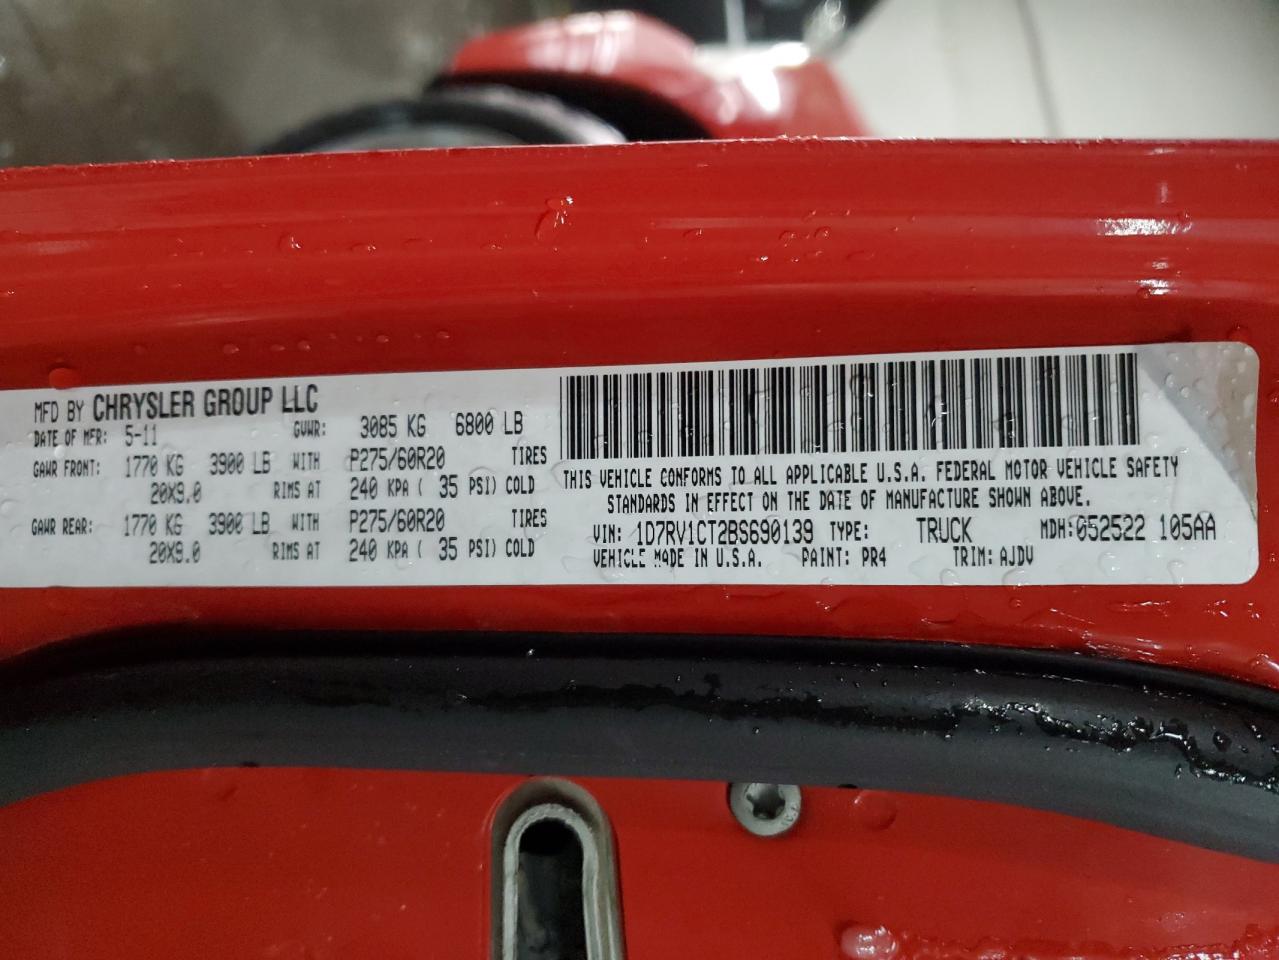 MFD BY CHRYSLER GROUP LLC
DATE OF MFR: 5-11 GVWR: 3085 KG 6800 LB
GAWR FRONT: 1770 KG 3900 LB WITH P275/60R20 TIRES
20X9.0 RIMS AT 240 KPA ( 35 PSI) COLD
GAWR REAR: 1770 KG 3900 LB WITH P275/60R20 TIRES
20X9.0 RIMS AT 240 KPA ( 35 PSI) COLD
THIS VEHICLE CONFORMS TO ALL APPLICABLE U.S.A. FEDERAL MOTOR VEHICLE SAFETY
STANDARDS IN EFFECT ON THE DATE OF MANUFACTURE SHOWN ABOVE.
VIN: 1D7RV1CT2BS690139 TYPE: TRUCK MDH:052522 105AA
VEHICLE MADE IN U.S.A. PAINT: PR4 TRIM: AJDV